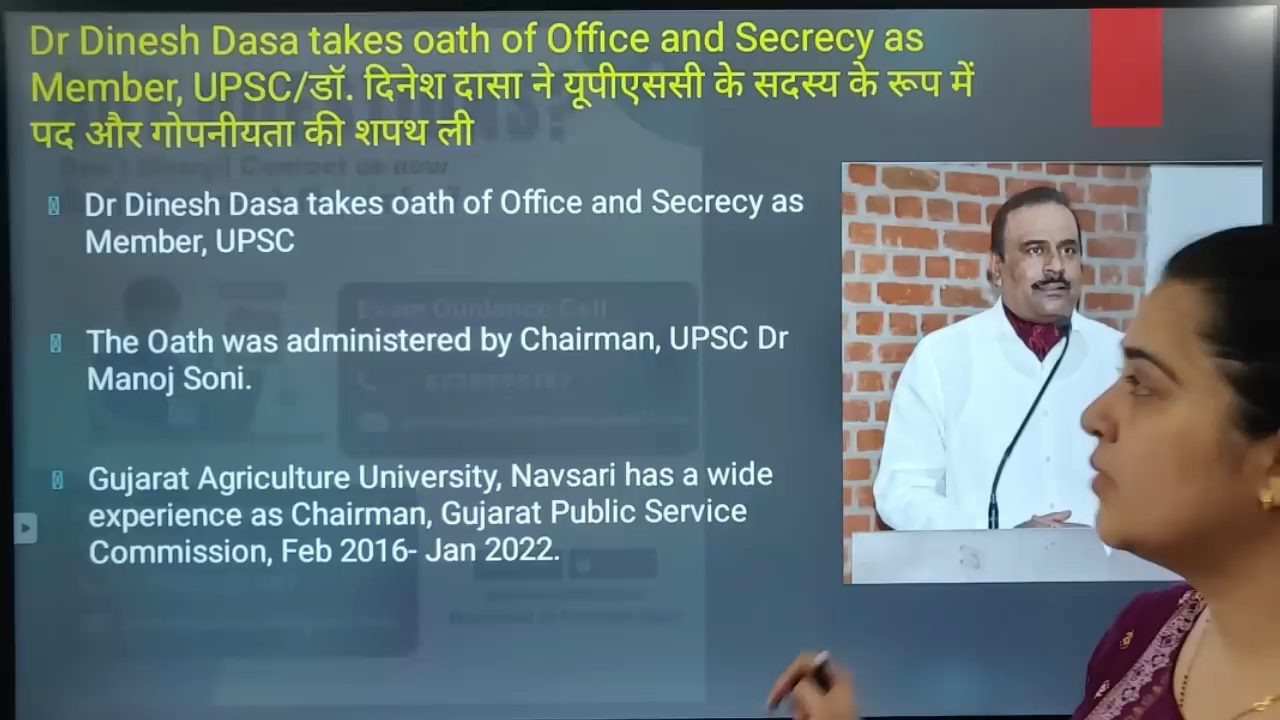 Dr Dinesh Dasa takes oath of Office and Secrecy as
Member, UPSC/डॉ. दिनेश दासा ने यूपीएससी के सदस्य के रूप में
पद और गोपनीयता की शपथ ली
Dr Dinesh Dasa takes oath of Office and Secrecy as
Member, UPSC
The Oath was administered by Chairman, UPSC Dr
Manoj Soni.
Gujarat Agriculture University, Navsari has a wide
experience as Chairman, Gujarat Public Service
Commission, Feb 2016- Jan 2022.
Exam Guidance Cell